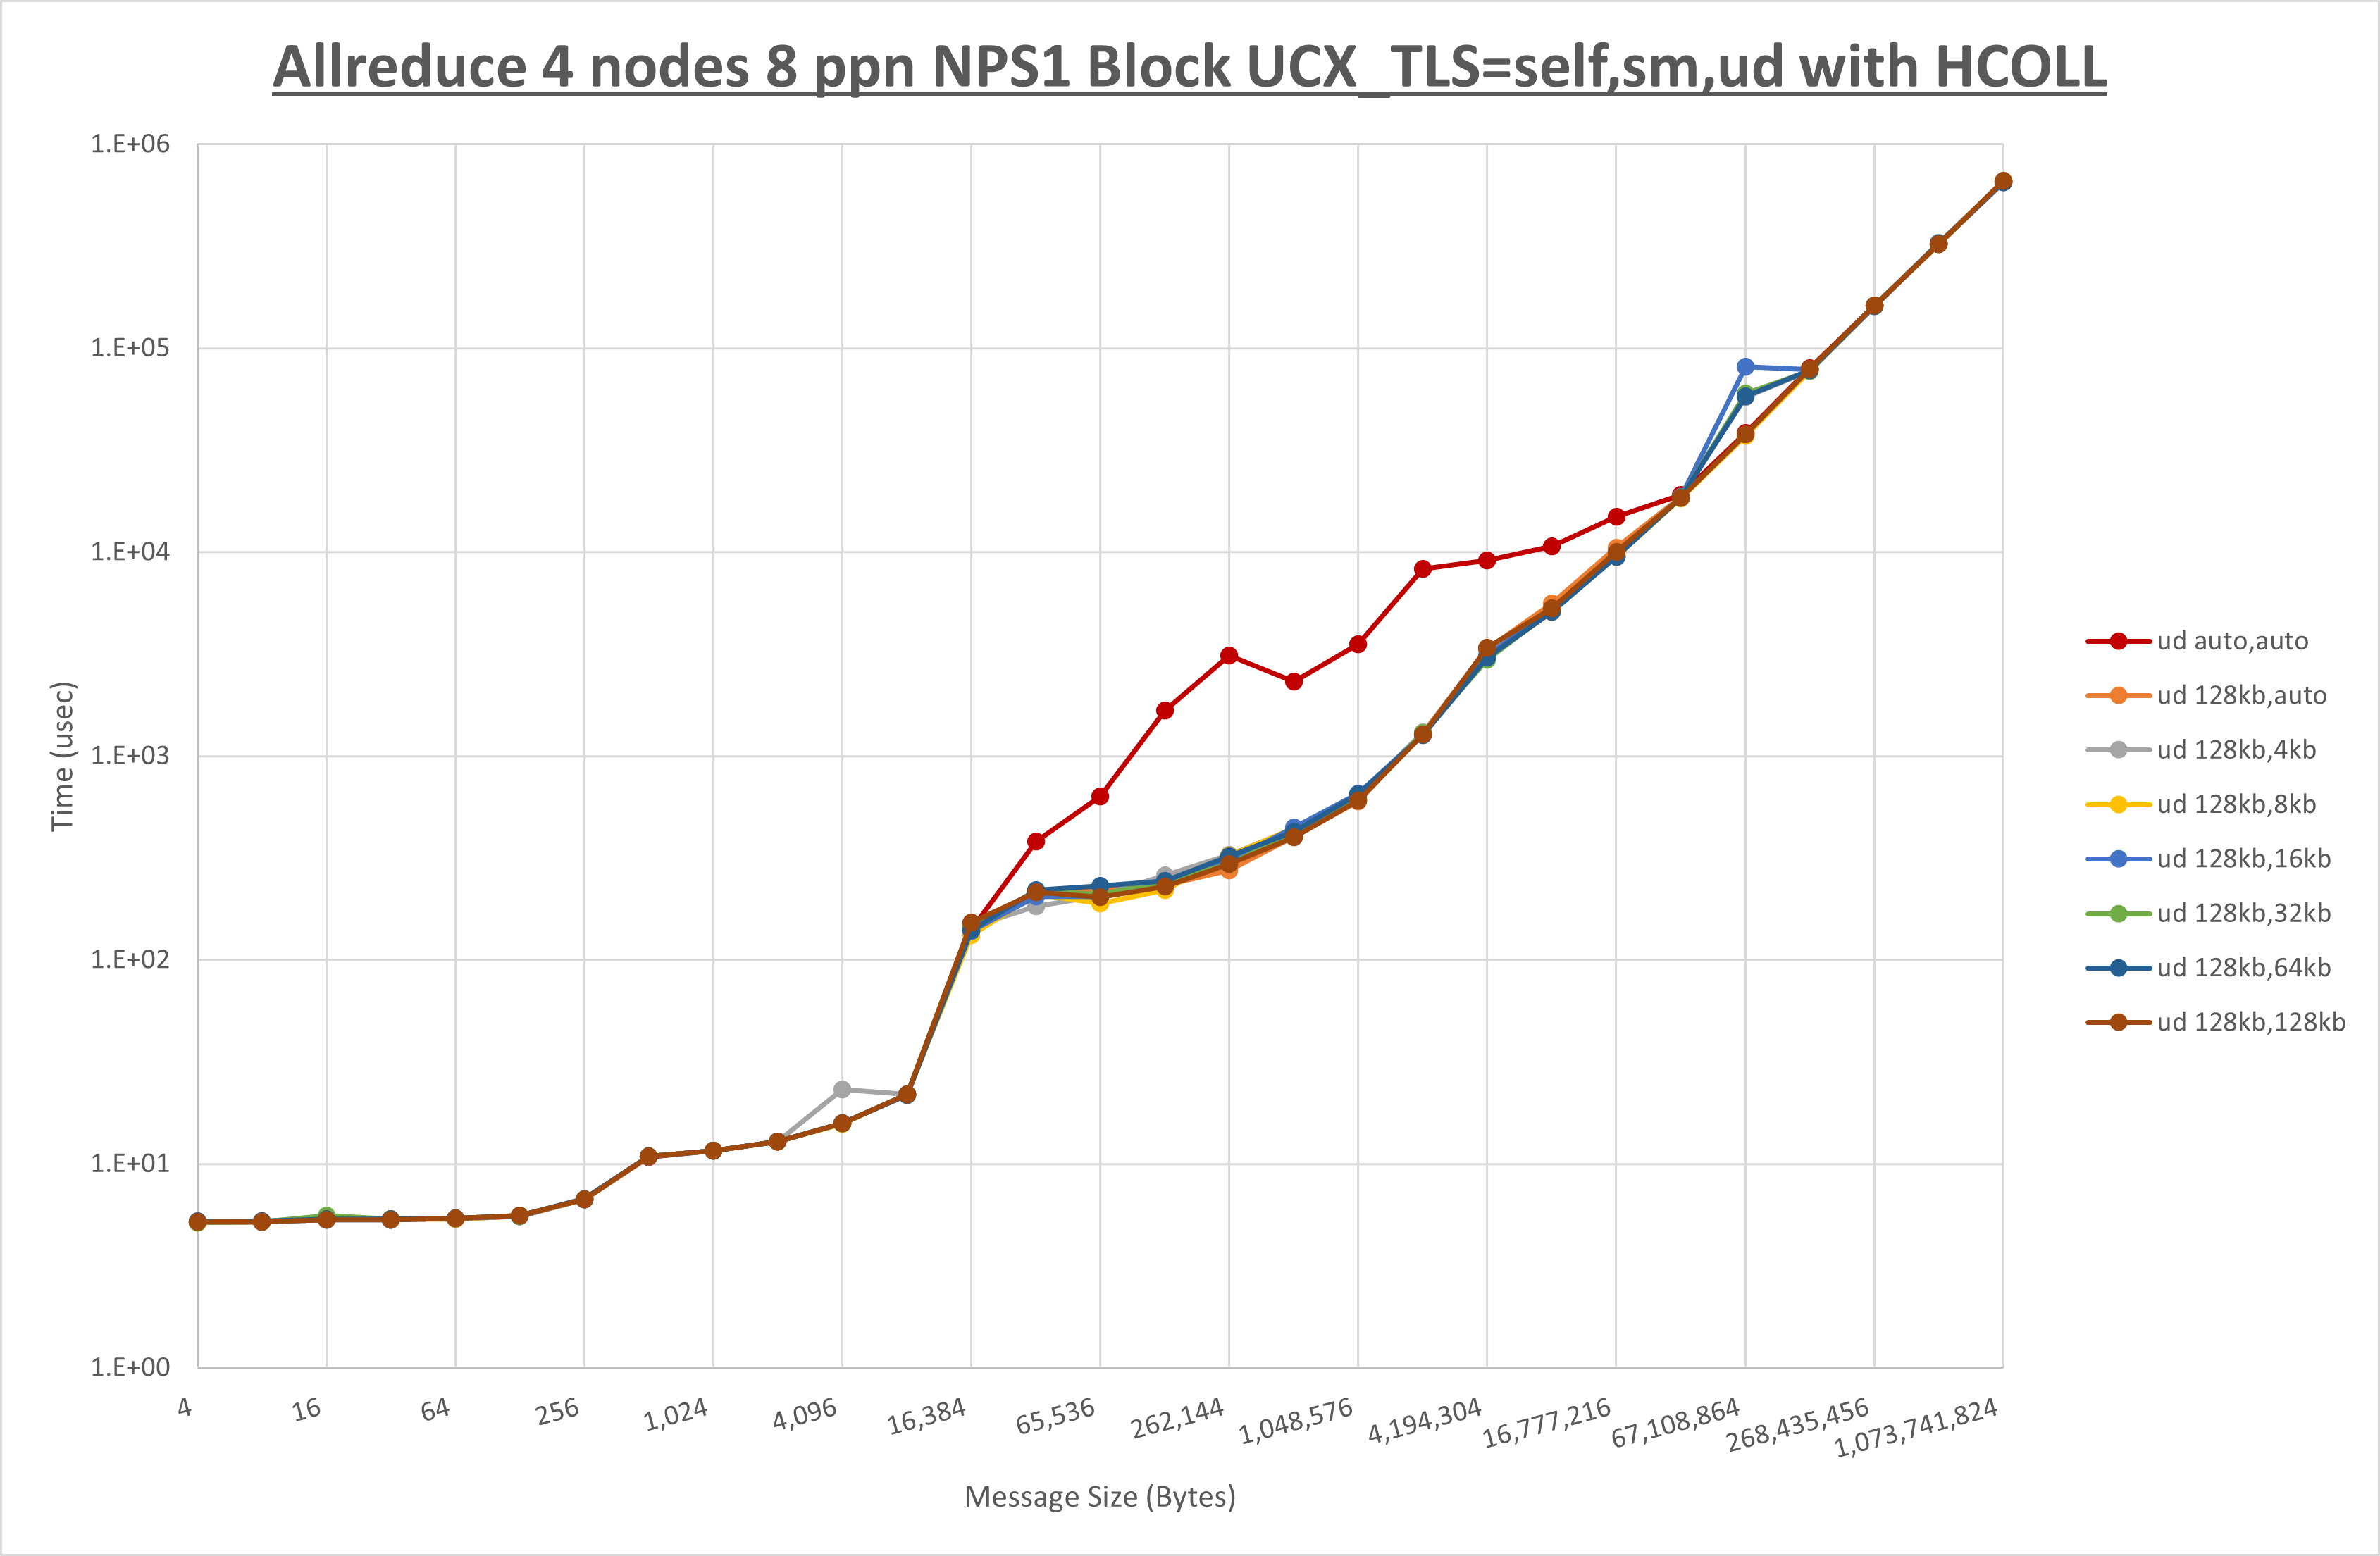 Allreduce 4 nodes 8 ppn NPS1 Block UCX_TLS=self,sm,ud with HCOLL
1.E+06
1.E+05
1.E+04
1.E+03
1.E+02
1.E+01
1.E+00
Time (usec)
4
16
64
256
1,024
4,096
16,384
65,536
262,144
1,048,576
4,194,304
16,777,216
67,108,864
268,435,456
1,073,741,824
Message Size (Bytes)
ud auto,auto
ud 128kb,auto
ud 128kb,4kb
ud 128kb,8kb
ud 128kb,16kb
ud 128kb,32kb
ud 128kb,64kb
ud 128kb,128kb